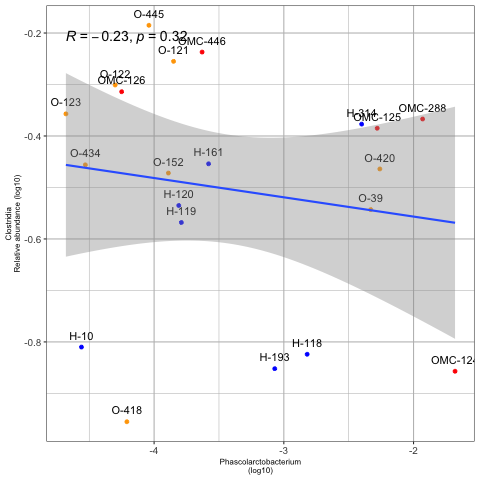 O-445
-0.2
R = – 0.23, p = 0.32
OMC-446
O-121
O-122
OMC-126
O-123
H-314
OMC-288
OMC-125
-0.4
O-434
O-152
H-161
O-420
H-120
O-39
H-119
-0.6
Clostridia
Relative abundance (log10)
H-10
-0.8
H-118
H-193
OMC-124
O-418
-4
-3
-2
Phascolarctobacterium
(log10)